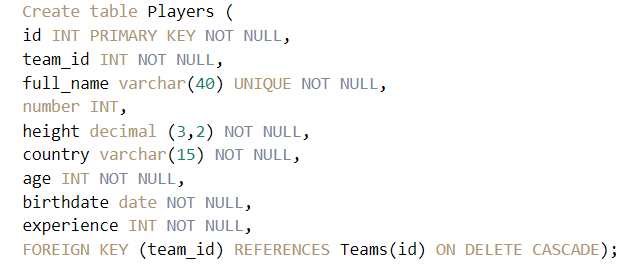 Create table Players (
id INT PRIMARY KEY NOT NULL,
team_id INT NOT NULL,
full_name varchar(40) UNIQUE NOT NULL,
number INT,
height decimal (3,2) NOT NULL,
country varchar(15) NOT NULL,
age INT NOT NULL,
birthdate date NOT NULL,
experience INT NOT NULL,
FOREIGN KEY (team_id) REFERENCES Teams(id) ON DELETE CASCADE);